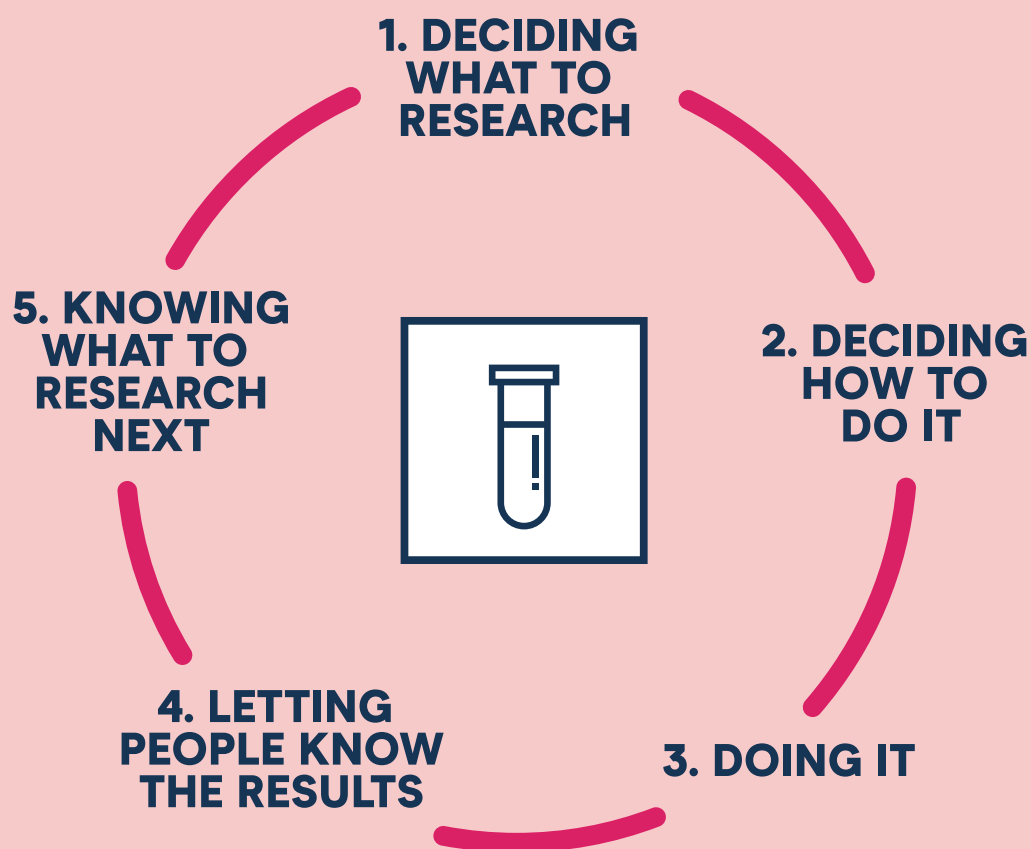 1. DECIDING
WHAT TO
RESEARCH
2. DECIDING
HOW TO
DO IT
3. DOING IT
4. LETTING
PEOPLE KNOW
THE RESULTS
5. KNOWING
WHAT TO
RESEARCH
NEXT